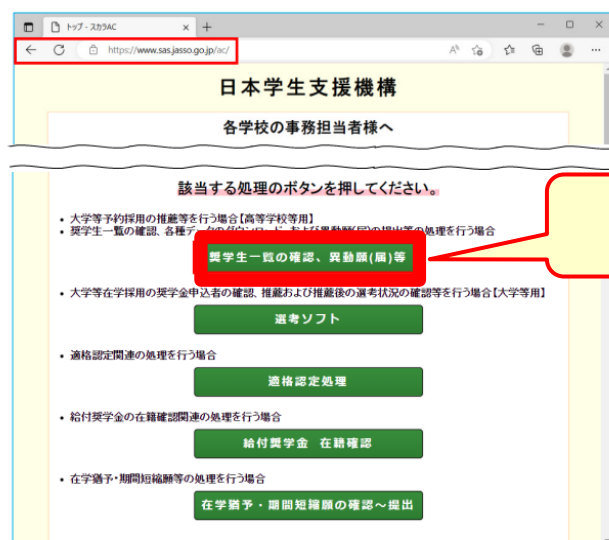 トップ - スカラAC
https://www.sas.jasso.go.jp/ac/
日本学生支援機構
各学校の事務担当者様へ
該当する処理のボタンを押してください。
• 大学等予約採用の推薦等を行う場合【高等学校等用】
• 奨学生一覧の確認、各種データのダウンロード、および異動願(届)の提出等の処理を行う場合
奨学生一覧の確認、異動願(届)等
• 大学等在学採用の奨学金申込者の確認、推薦および推薦後の選考状況の確認等を行う場合【大学等用】
選考ソフト
• 適格認定関連の処理を行う場合
適格認定処理
• 給付奨学金の在籍確認関連の処理を行う場合
給付奨学金 在籍確認
• 在学猶予・期間短縮願等の処理を行う場合
在学猶予・期間短縮願の確認～提出